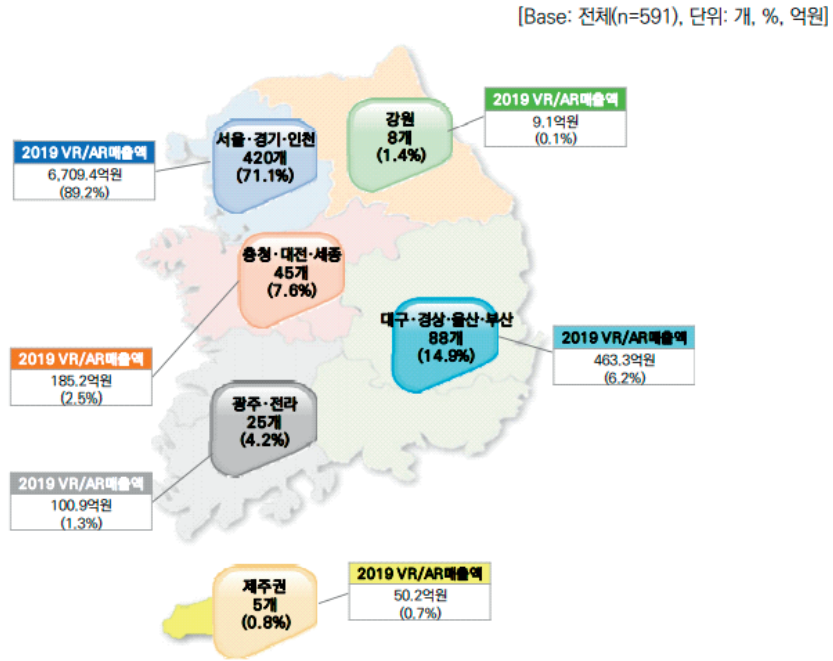 [Base: 전체(n=591), 단위: 개, %, 억원]
서울·경기·인천
420개
(71.1%)
2019 VR/AR매출액
6,709.4억원
(89.2%)
강원
8개
(1.4%)
2019 VR/AR매출액
9.1억원
(0.1%)
충청·대전·세종
45개
(7.6%)
2019 VR/AR매출액
185.2억원
(2.5%)
대구·경상·울산·부산
88개
(14.9%)
2019 VR/AR매출액
463.3억원
(6.2%)
광주·전라
25개
(4.2%)
2019 VR/AR매출액
100.9억원
(1.3%)
제주권
5개
(0.8%)
2019 VR/AR매출액
50.2억원
(0.7%)